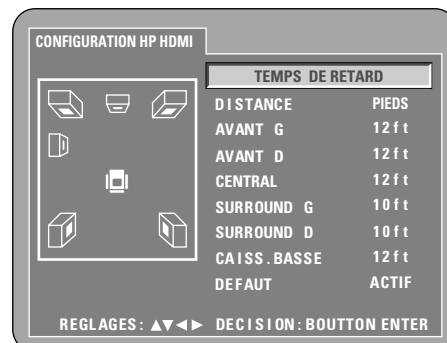 CONFIGURATION HP HDMI
TEMPS DE RETARD
DISTANCE PIEDS
AVANT G 12ft
AVANT D 12ft
CENTRAL 12ft
SURROUND G 10ft
SURROUND D 10ft
CAISS.BASSE 12ft
DEFAUT ACTIF
REGLAGES: ▲▼◄► DECISION: BOUTTON ENTER